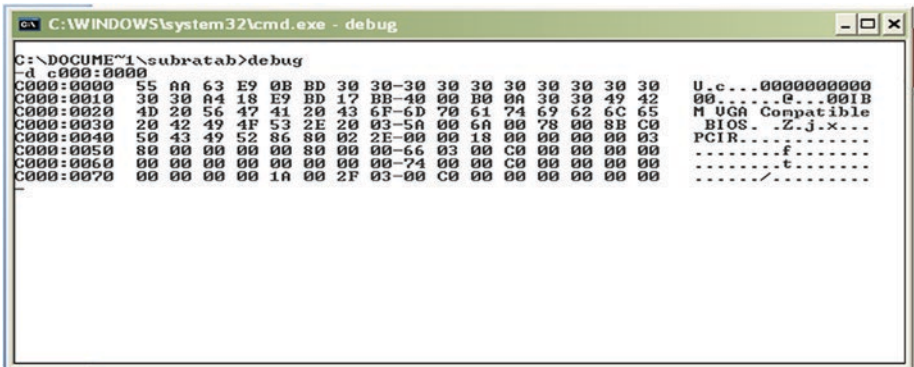 C:\WINDOWS\system32\cmd.exe - debug
C:\DOCUME~1\subratab>debug
-d c000:0000
C000:0000 55 AA 63 E9 0B BD 30 30-30 30 30 30 30 30 30 30 U.c...0000000000
C000:0010 30 30 A4 18 E9 BD 17 BB-40 00 B0 0A 30 30 49 42 00......@...00IB
C000:0020 4D 20 56 47 41 20 43 6F-6D 70 61 74 69 62 6C 65 M VGA Compatible
C000:0030 20 42 49 4F 53 2E 20 03-5A 00 6A 00 78 00 8B C0 BIOS. .Z.j.x...
C000:0040 50 43 49 52 86 80 02 2E-00 00 18 00 00 00 00 03 PCIR............
C000:0050 80 00 00 00 00 80 00 00-66 03 00 C0 00 00 00 00 ........f.......
C000:0060 00 00 00 00 00 00 00 00-74 00 00 C0 00 00 00 00 ........t.......
C000:0070 00 00 00 00 1A 00 2F 03-00 C0 00 00 00 00 00 00 ....../.........
-